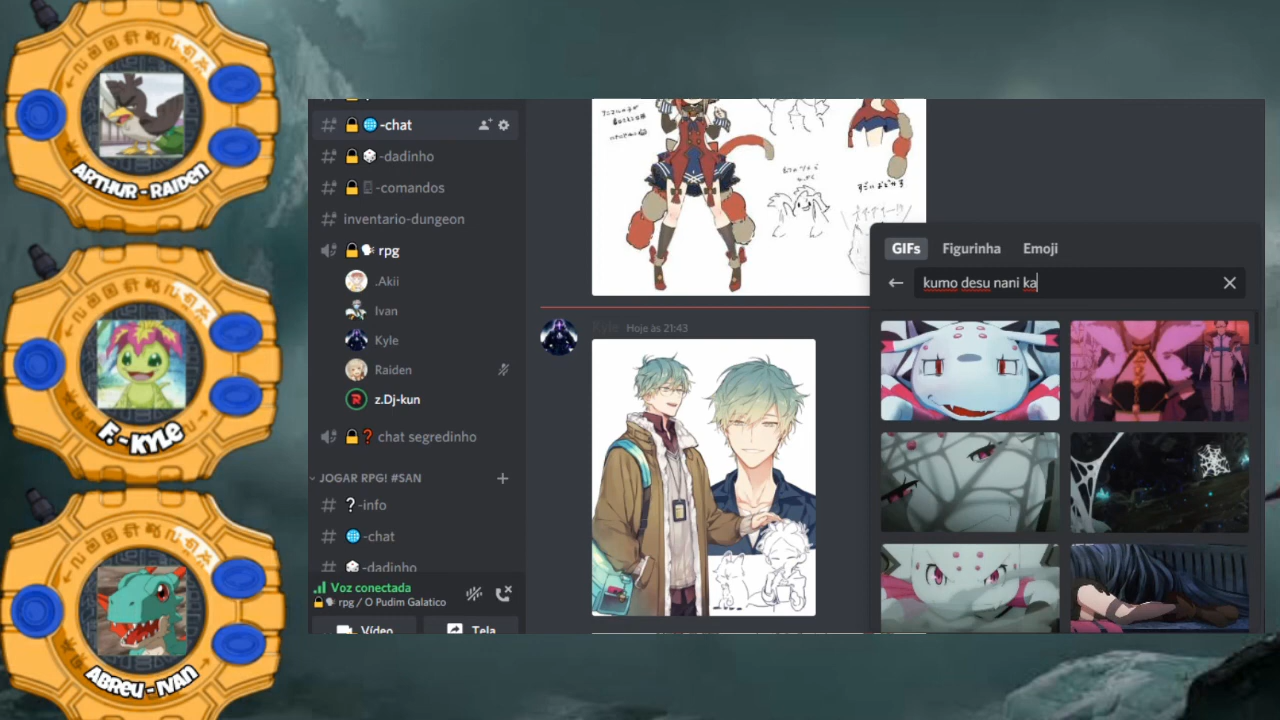 ARTHUR - RAIDEN
F. - KYLE
ABREU - IVAN
-chat
-dadinho
-comandos
inventario-dungeon
rpg
.Akii
Ivan
Kyle
Raiden
z.Dj-kun
chat segredinho
JOGAR RPG! #SAN
?-info
-chat
-dadinho
Voz conectada
rpg / O Pudim Galatico
Vídeo
Tela
Kyle Hoje às 21:43
GIFs Figurinha Emoji
kumo desu nani ka